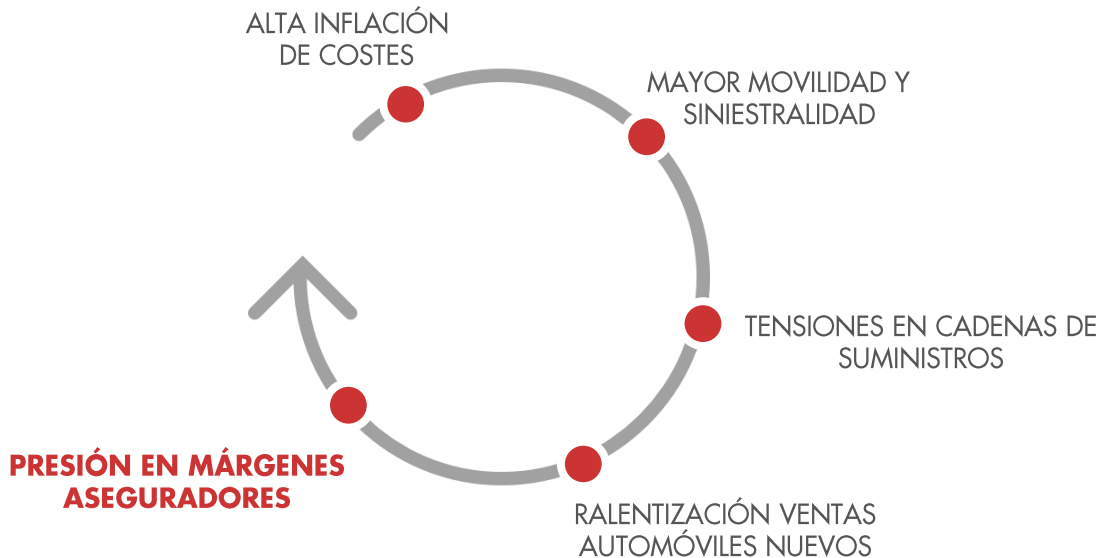 ALTA INFLACIÓN
DE COSTES
MAYOR MOVILIDAD Y
SINIESTRALIDAD
TENSIONES EN CADENAS DE
SUMINISTROS
RALENTIZACIÓN VENTAS
AUTOMÓVILES NUEVOS
PRESIÓN EN MÁRGENES
ASEGURADORES